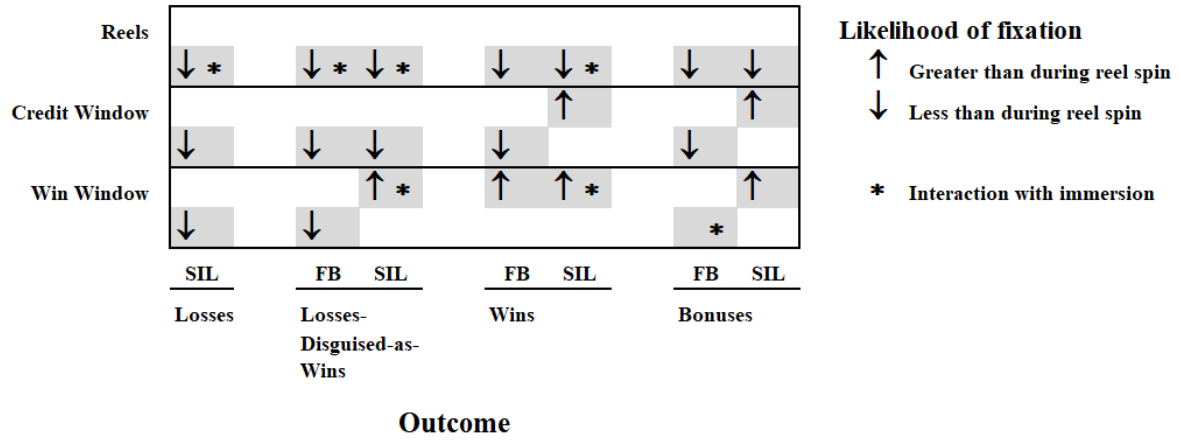 Reels
↓ * ↓ * ↓ * ↓ ↓ * ↓ ↓
Credit Window
↑ ↑
↓ ↓ ↓ ↓ ↓
Win Window
↑ * ↑ ↑ * ↑
↓ ↓ *
SIL FB SIL FB SIL FB SIL
Losses Losses- Wins Bonuses
Disguised-as-
Wins
Outcome
Likelihood of fixation
↑ Greater than during reel spin
↓ Less than during reel spin
* Interaction with immersion